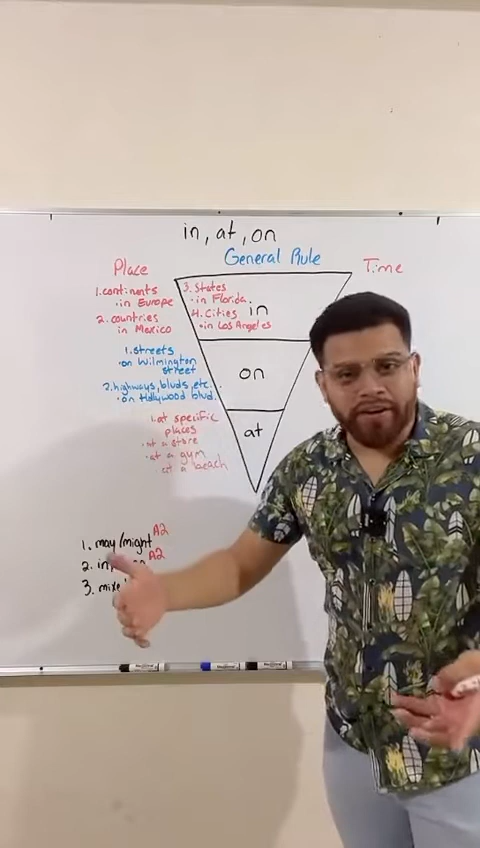 in, at, on
General Rule
Place
1. continents
• in Europe
2. countries
in Mexico
3. States
• in Florida
4. Cities
• in Los Angeles
in
Time
1. streets
• on Wilmington
street
2. highways, blvds, etc.
• on Hollywood blvd.
on
1. at specific
places
• at a store
• at a gym
at a beach
at
1. may/might A2
2. A2
3.